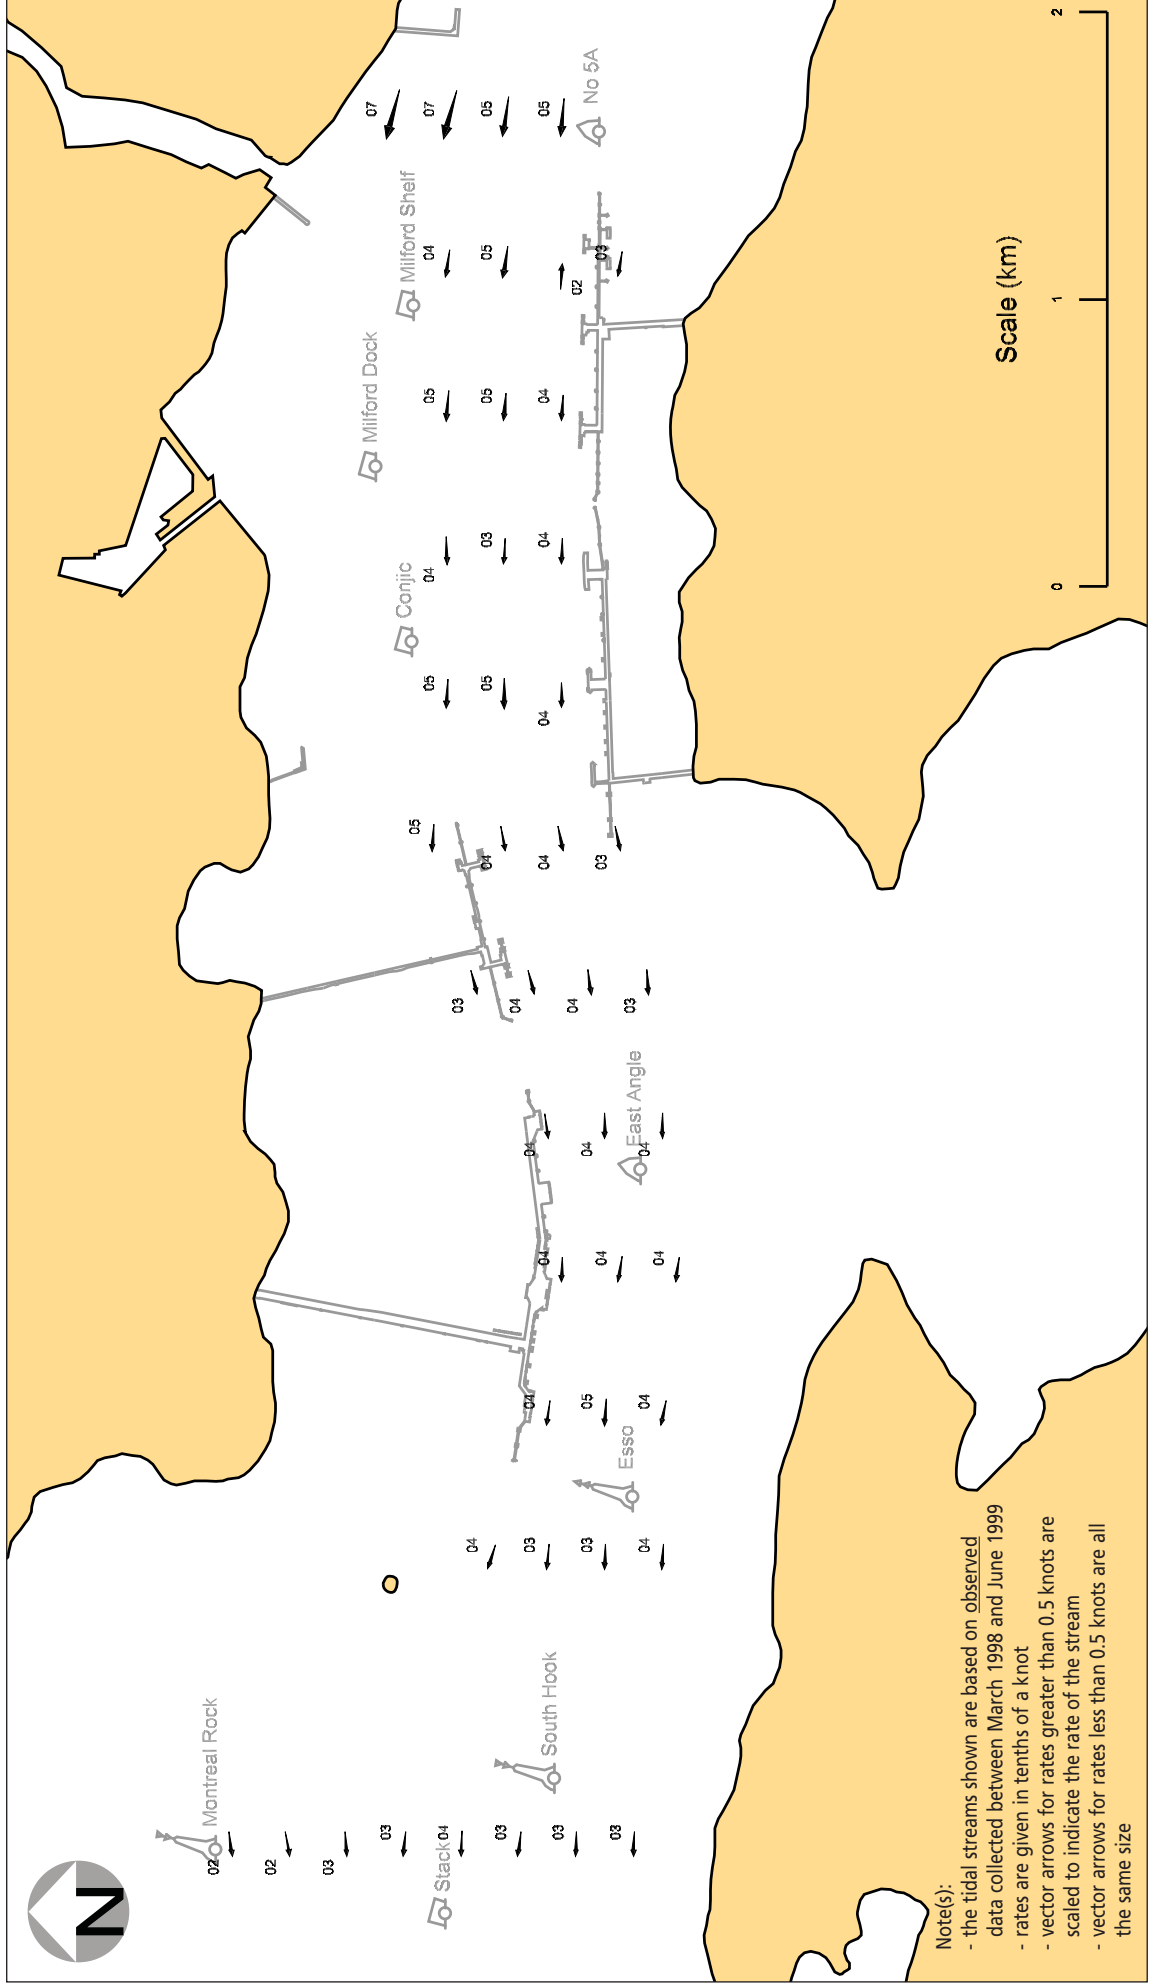 N
Montreal Rock
02
02
03
03
04
03
03
03
Stack
South Hook
04
03
03
04
Esso
04
05
04
04
04
04
04
04
04
East Angle
03
04
04
03
05
04
04
03
05
05
04
Conjic
04
03
04
Milford Dock
05
05
04
Milford Shelf
04
05
02
03
07
07
05
05
No 5A
Scale (km)
0
1
2
Note(s):
- the tidal streams shown are based on observed
data collected between March 1998 and June 1999
- rates are given in tenths of a knot
- vector arrows for rates greater than 0.5 knots are
scaled to indicate the rate of the stream
- vector arrows for rates less than 0.5 knots are all
the same size